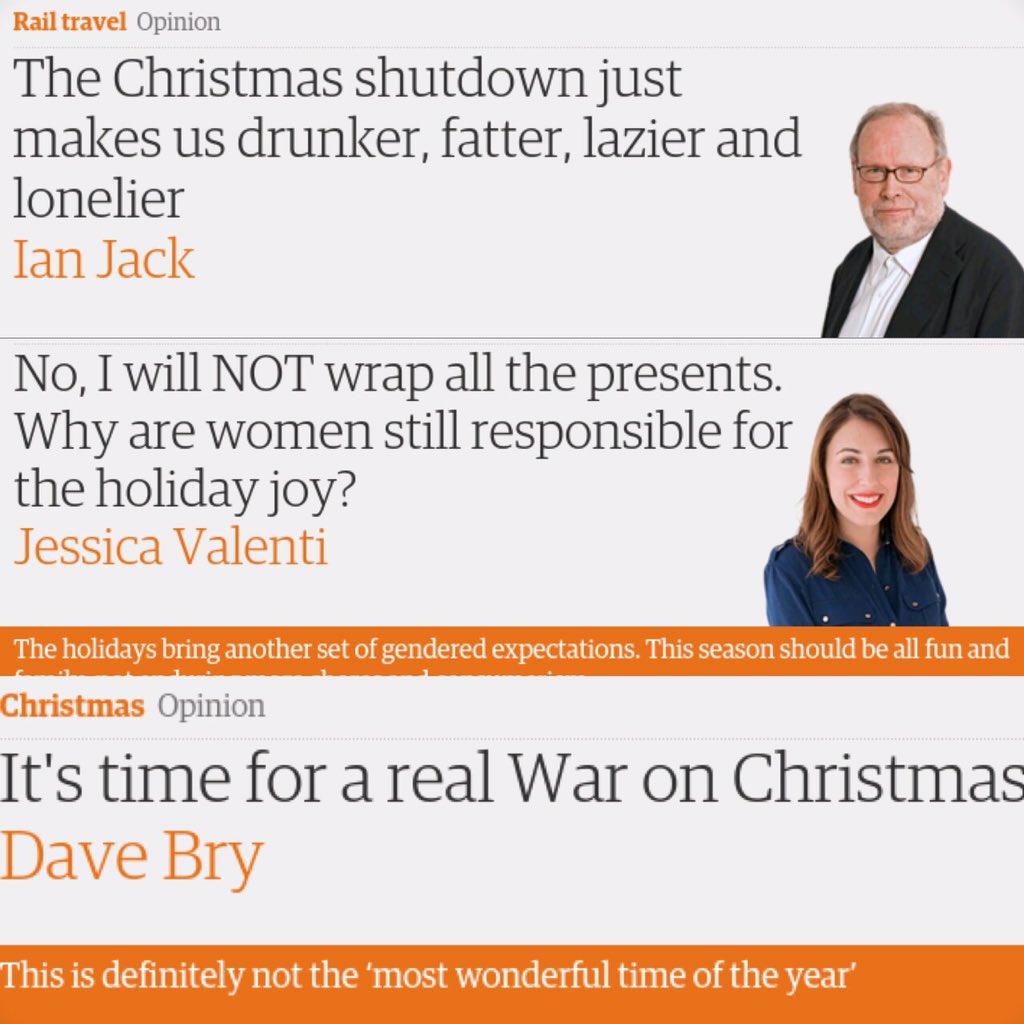 Rail travel Opinion
The Christmas shutdown just
makes us drunker, fatter, lazier and
lonelier
Ian Jack
No, I will NOT wrap all the presents.
Why are women still responsible for
the holiday joy?
Jessica Valenti
The holidays bring another set of gendered expectations. This season should be all fun and
Christmas Opinion
It's time for a real War on Christmas
Dave Bry
This is definitely not the ‘most wonderful time of the year’